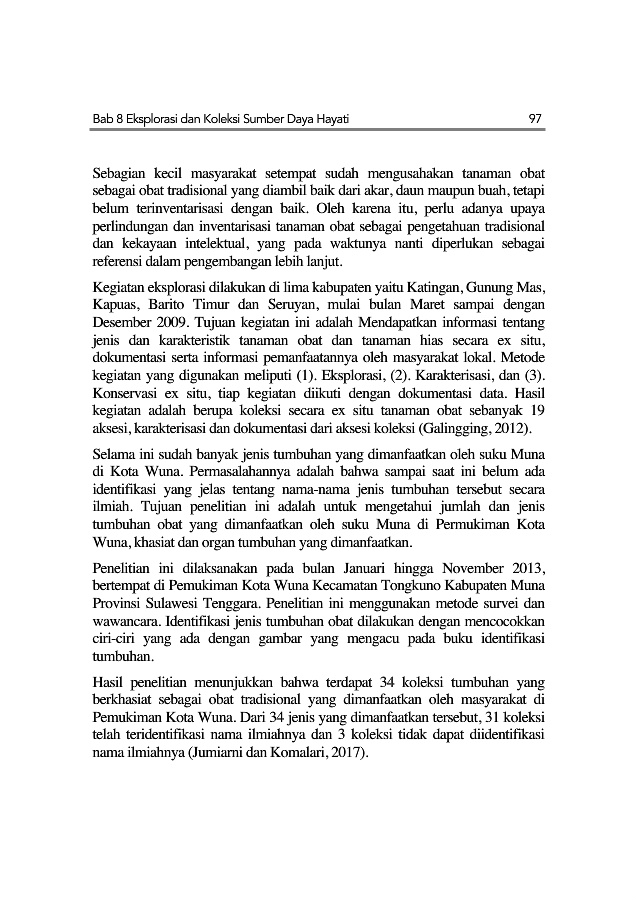 Bab 8 Eksplorasi dan Koleksi Sumber Daya Hayati 97
Sebagian kecil masyarakat setempat sudah mengusahakan tanaman obat
sebagai obat tradisional yang diambil baik dari akar, daun maupun buah, tetapi
belum terinventarisasi dengan baik. Oleh karena itu, perlu adanya upaya
perlindungan dan inventarisasi tanaman obat sebagai pengetahuan tradisional
dan kekayaan intelektual, yang pada waktunya nanti diperlukan sebagai
referensi dalam pengembangan lebih lanjut.
Kegiatan eksplorasi dilakukan di lima kabupaten yaitu Katingan, Gunung Mas,
Kapuas, Barito Timur dan Seruyan, mulai bulan Maret sampai dengan
Desember 2009. Tujuan kegiatan ini adalah Mendapatkan informasi tentang
jenis dan karakteristik tanaman obat dan tanaman hias secara ex situ,
dokumentasi serta informasi pemanfaatannya oleh masyarakat lokal. Metode
kegiatan yang digunakan meliputi (1). Eksplorasi, (2). Karakterisasi, dan (3).
Konservasi ex situ, tiap kegiatan diikuti dengan dokumentasi data. Hasil
kegiatan adalah berupa koleksi secara ex situ tanaman obat sebanyak 19
aksesi, karakterisasi dan dokumentasi dari aksesi koleksi (Galingging, 2012).
Selama ini sudah banyak jenis tumbuhan yang dimanfaatkan oleh suku Muna
di Kota Wuna. Permasalahannya adalah bahwa sampai saat ini belum ada
identifikasi yang jelas tentang nama-nama jenis tumbuhan tersebut secara
ilmiah. Tujuan penelitian ini adalah untuk mengetahui jumlah dan jenis
tumbuhan obat yang dimanfaatkan oleh suku Muna di Permukiman Kota
Wuna, khasiat dan organ tumbuhan yang dimanfaatkan.
Penelitian ini dilaksanakan pada bulan Januari hingga November 2013,
bertempat di Pemukiman Kota Wuna Kecamatan Tongkuno Kabupaten Muna
Provinsi Sulawesi Tenggara. Penelitian ini menggunakan metode survei dan
wawancara. Identifikasi jenis tumbuhan obat dilakukan dengan mencocokkan
ciri-ciri yang ada dengan gambar yang mengacu pada buku identifikasi
tumbuhan.
Hasil penelitian menunjukkan bahwa terdapat 34 koleksi tumbuhan yang
berkhasiat sebagai obat tradisional yang dimanfaatkan oleh masyarakat di
Pemukiman Kota Wuna. Dari 34 jenis yang dimanfaatkan tersebut, 31 koleksi
telah teridentifikasi nama ilmiahnya dan 3 koleksi tidak dapat diidentifikasi
nama ilmiahnya (Jumiarni dan Komalari, 2017).